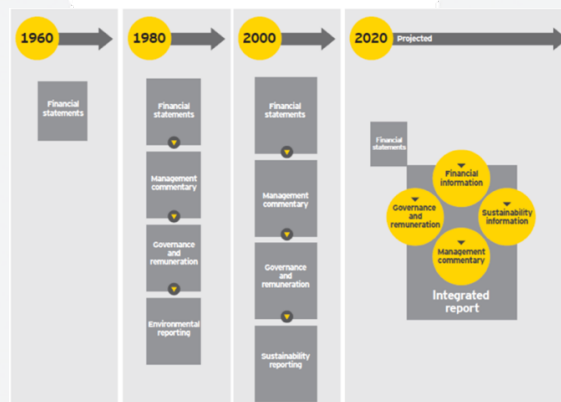 1960
Financial
statements
1980
Financial
statements
Management
commentary
Governance
and
remuneration
Environmental
reporting
2000
Financial
statements
Management
commentary
Governance
and
remuneration
Sustainability
reporting
2020
Projected
Financial
statements
Financial
information
Governance
and
remuneration
Sustainability
information
Management
commentary
Integrated
report